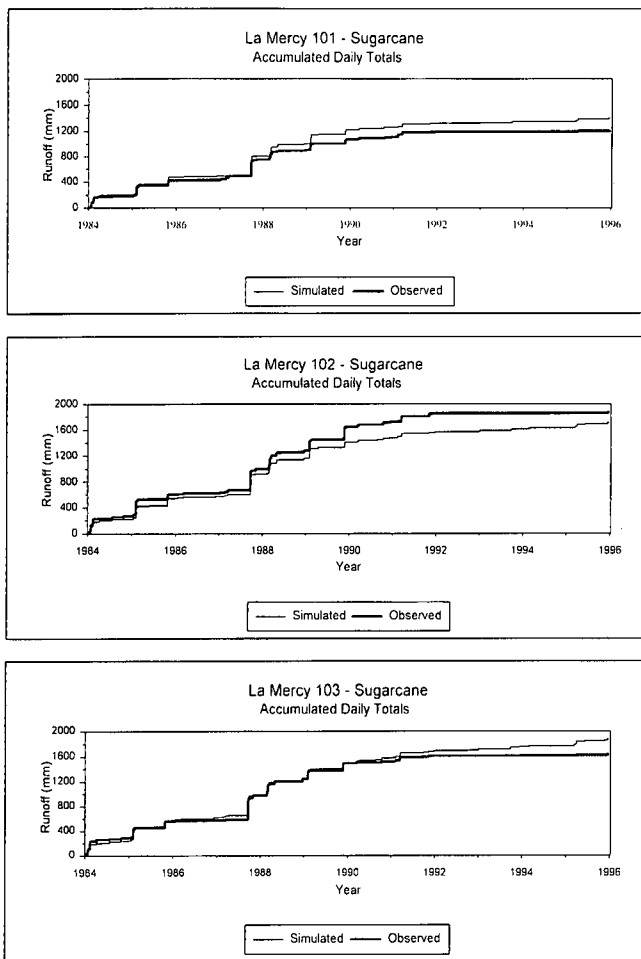 La Mercy 101 - Sugarcane
Accumulated Daily Totals
Runoff (mm)
2000
1600
1200
800
400
0
1984 1986 1988 1990 1992 1994 1996
Year
Simulated Observed
La Mercy 102 - Sugarcane
Accumulated Daily Totals
Runoff (mm)
2000
1600
1200
800
400
0
1984 1986 1988 1990 1992 1994 1996
Year
Simulated Observed
La Mercy 103 - Sugarcane
Accumulated Daily Totals
Runoff (mm)
2000
1600
1200
800
400
0
1984 1986 1988 1990 1992 1994 1996
Year
Simulated Observed